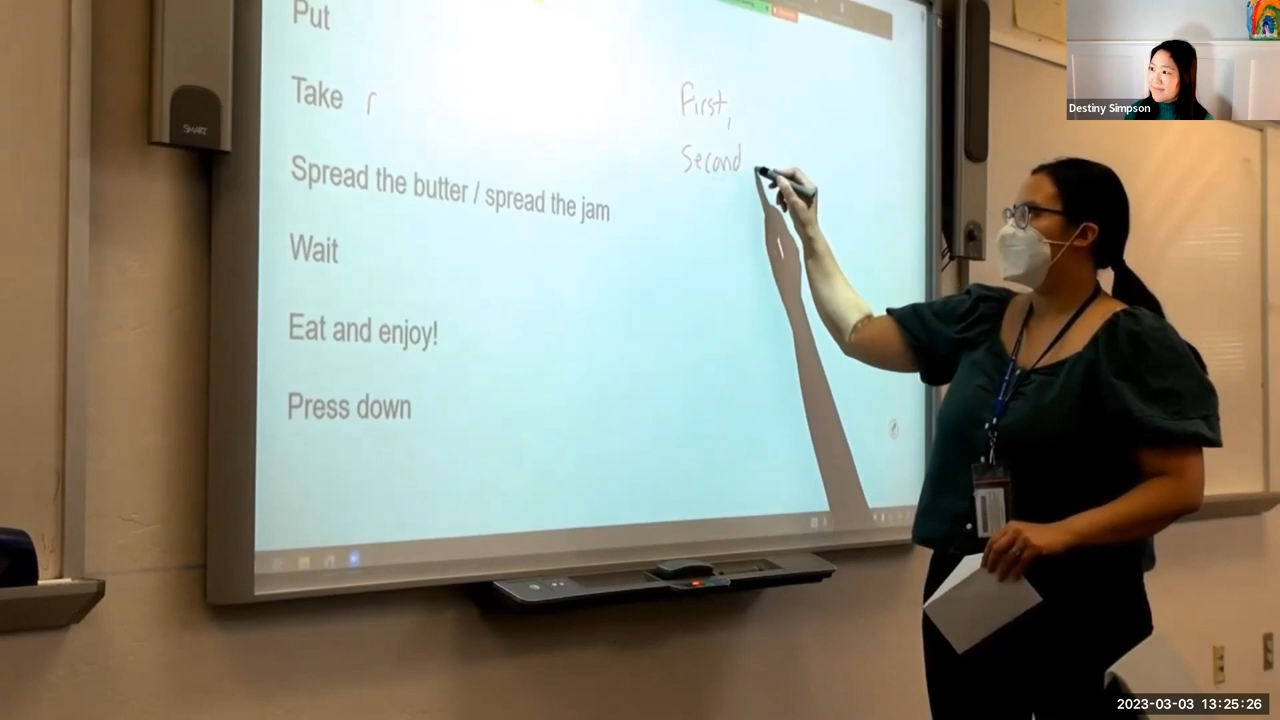 Put
Take r
Spread the butter / spread the jam
Wait
Eat and enjoy!
Press down
First,
Second
SMART
Destiny Simpson
2023-03-03 13:25:26